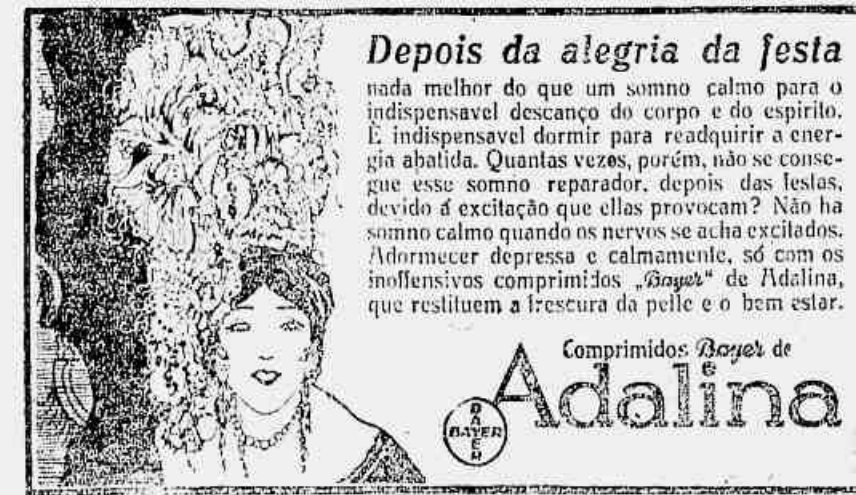 Depois da alegria da festa
nada melhor do que um somno calmo para o
indispensavel descanço do corpo e do espirito.
É indispensavel dormir para readquirir a ener-
gia abatida. Quantas vezes, porém, não se conse-
gue esse somno reparador, depois das festas,
devido á excitação que ellas provocam? Não ha
somno calmo quando os nervos se acha excitados.
Adormecer depressa e calmamente, só com os
inoffensivos comprimidos „Bayer“ de Adalina,
que restituem a frescura da pelle e o bem estar.
Comprimidos Bayer de
Adalina
BAYER
BAYER